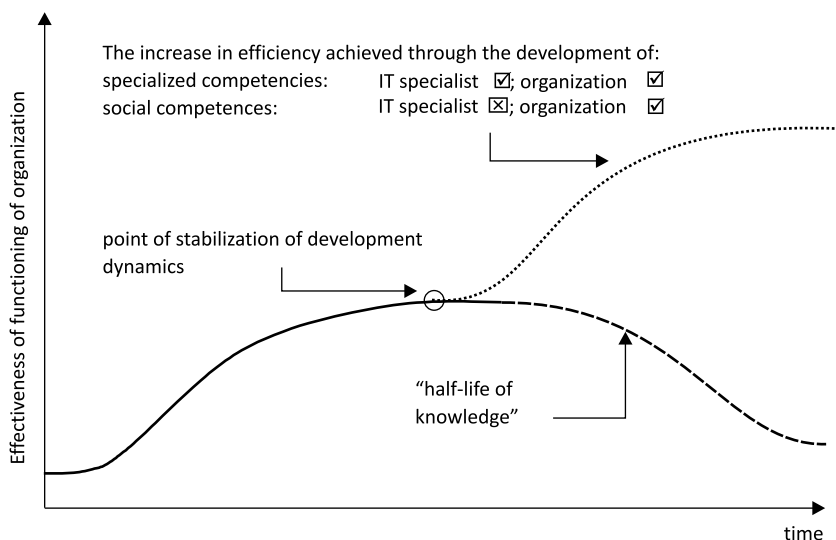 The increase in efficiency achieved through the development of:
specialized competencies: IT specialist ☑; organization ☑
social competences: IT specialist ☒; organization ☑
Effectiveness of functioning of organization
point of stabilization of development
dynamics
“half-life of
knowledge”
time